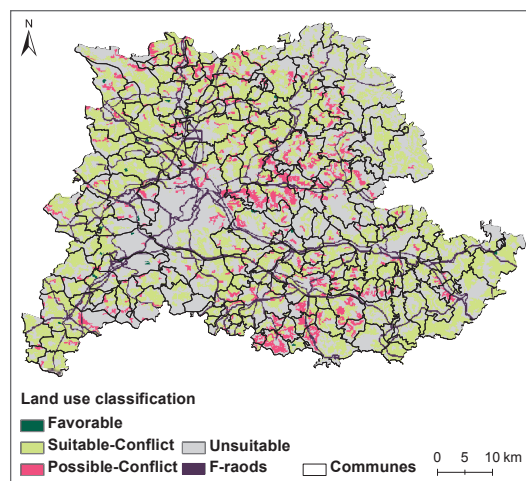 N
Land use classification
Favorable
Suitable-Conflict Unsuitable
Possible-Conflict F-raods Communes
0 5 10 km